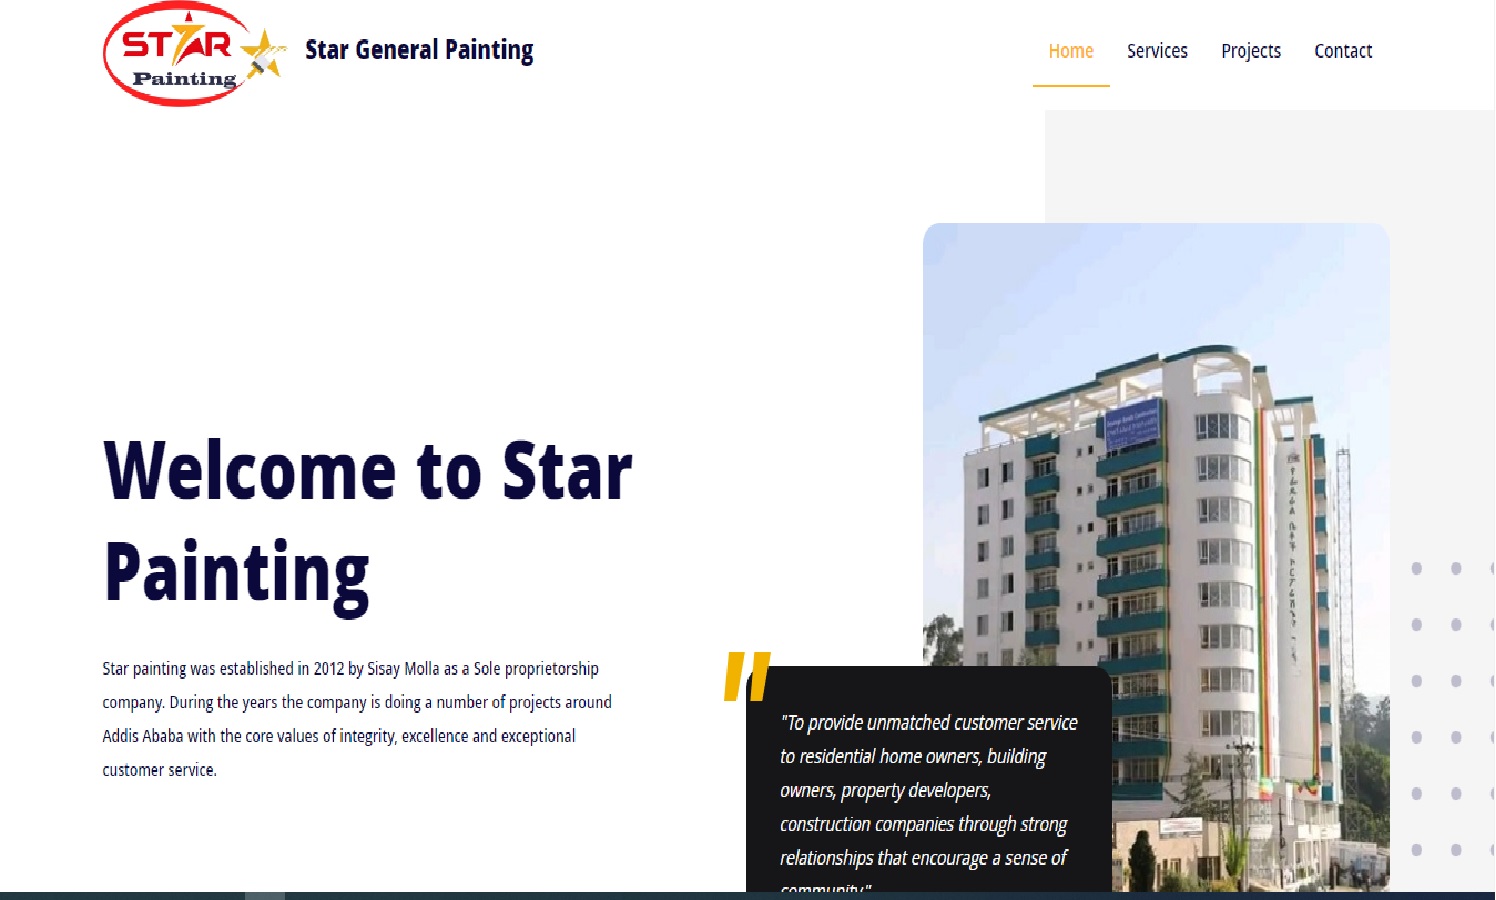 STAR
Painting
Star General Painting
Home
Services
Projects
Contact
Welcome to Star
Painting
Star painting was established in 2012 by Sisay Molla as a Sole proprietorship
company. During the years the company is doing a number of projects around
Addis Ababa with the core values of integrity, excellence and exceptional
customer service.
"To provide unmatched customer service
to residential home owners, building
owners, property developers,
construction companies through strong
relationships that encourage a sense of
community"